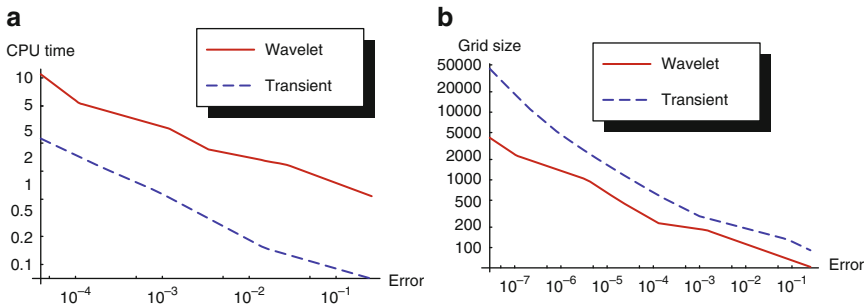 a
CPU time
Wavelet
Transient
10
5
5
2
1
0.5
0.2
0.1
10⁻⁴
10⁻³
10⁻²
10⁻¹
Error
b
Grid size
Wavelet
Transient
50000
20000
10000
5000
2000
1000
500
200
100
10⁻⁷
10⁻⁶
10⁻⁵
10⁻⁴
10⁻³
10⁻²
10⁻¹
Error